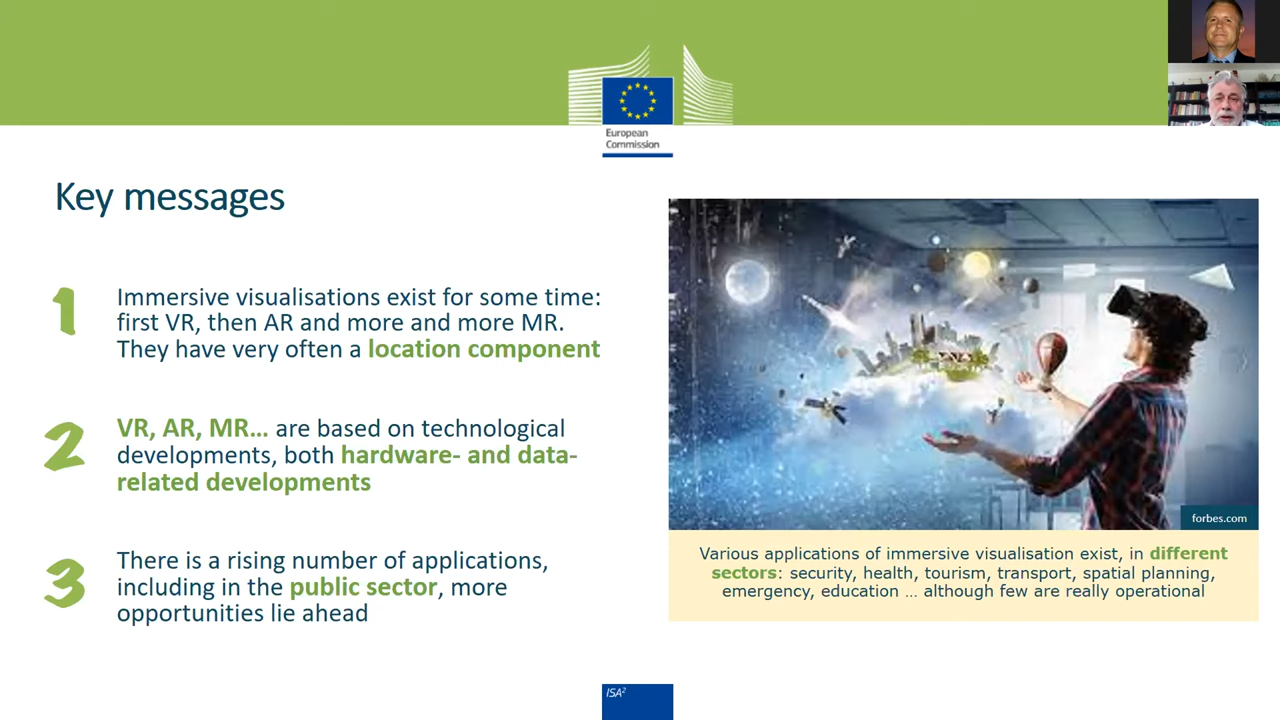 European
Commission
Key messages
1
Immersive visualisations exist for some time:
first VR, then AR and more and more MR.
They have very often a location component
2
VR, AR, MR... are based on technological
developments, both hardware- and data-
related developments
3
There is a rising number of applications,
including in the public sector, more
opportunities lie ahead
forbes.com
Various applications of immersive visualisation exist, in different
sectors: security, health, tourism, transport, spatial planning,
emergency, education … although few are really operational
ISA²